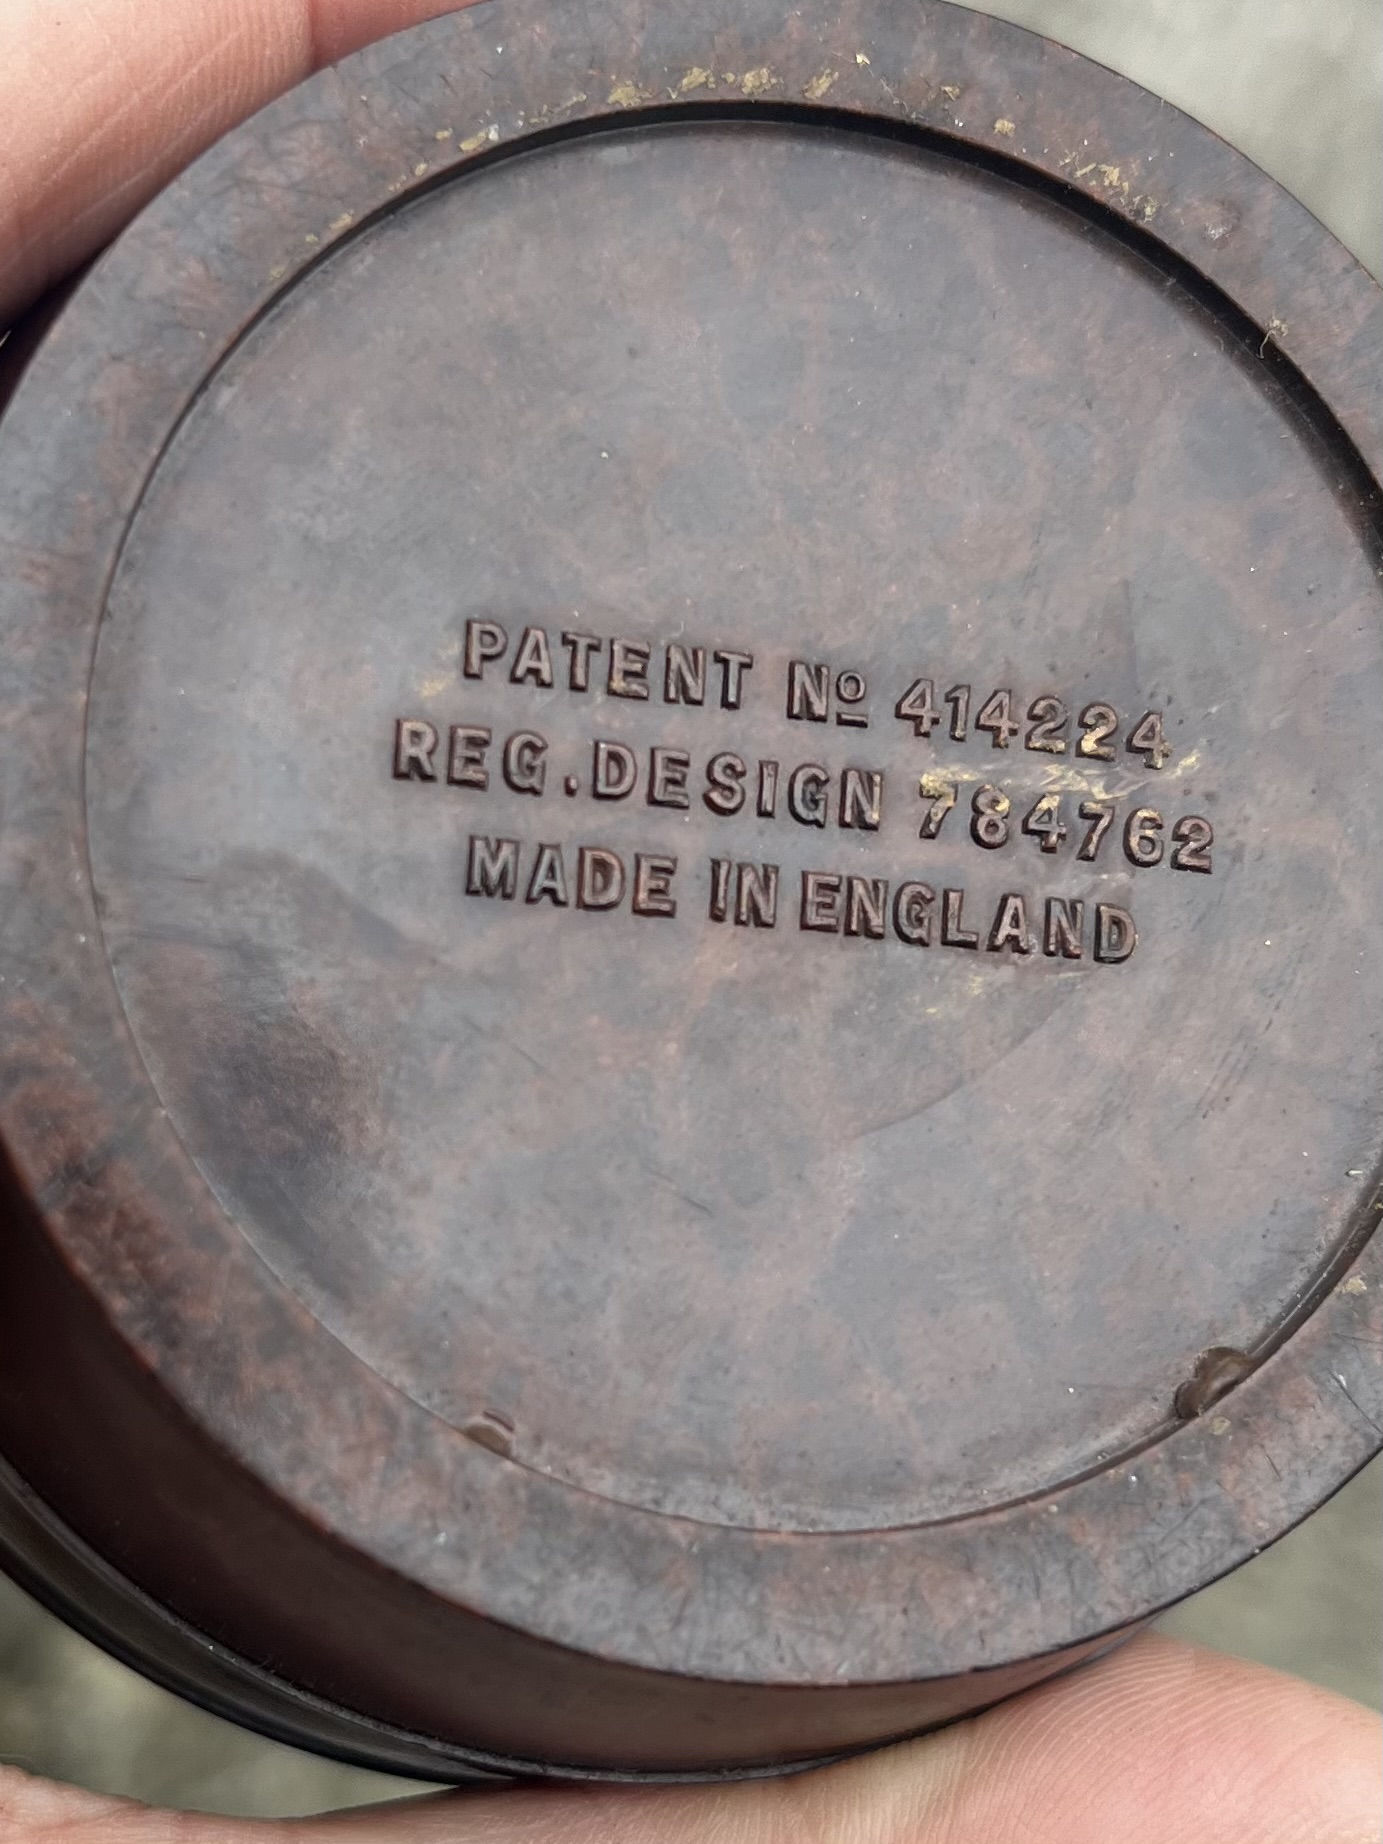 PATENT Nº 414224
REG. DESIGN 784762
MADE IN ENGLAND